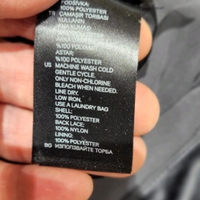 100% POLYESTER
TR ÇAMAŞIR TORBASI
KULLANIN
%100 POLYESTER
ASTAR:
%100 POLYESTER
US MACHINE WASH COLD
GENTLE CYCLE.
ONLY NON-CHLORINE
BLEACH WHEN NEEDED.
LINE DRY.
LOW IRON.
USE A LAUNDRY BAG
SHELL:
100% POLYESTER
BACK LACE:
100% NYLON
LINING:
100% POLYESTER
BG ИЗПОЛЗВАЙТЕ ТОРБА